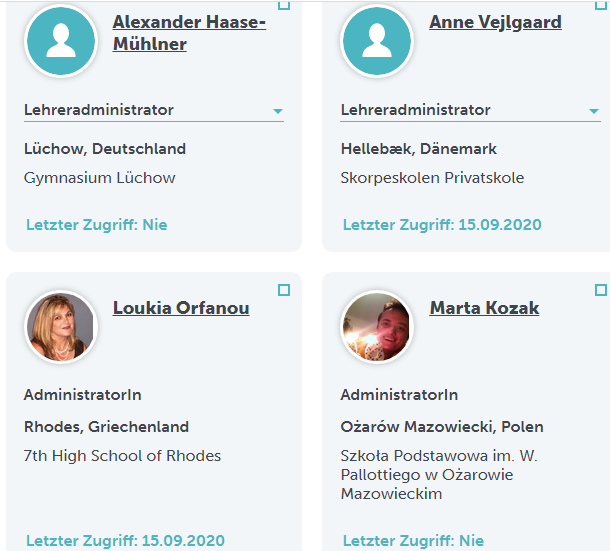 Alexander Haase-
Mühlner
Lehreradministrator
Lüchow, Deutschland
Gymnasium Lüchow
Letzter Zugriff: Nie
Anne Vejlgaard
Lehreradministrator
Hellebæk, Dänemark
Skorpeskolen Privatskole
Letzter Zugriff: 15.09.2020
Loukia Orfanou
AdministratorIn
Rhodes, Griechenland
7th High School of Rhodes
Letzter Zugriff: 15.09.2020
Marta Kozak
AdministratorIn
Ożarów Mazowiecki, Polen
Szkoła Podstawowa im. W.
Pallottiego w Ożarowie
Mazowieckim
Letzter Zugriff: Nie